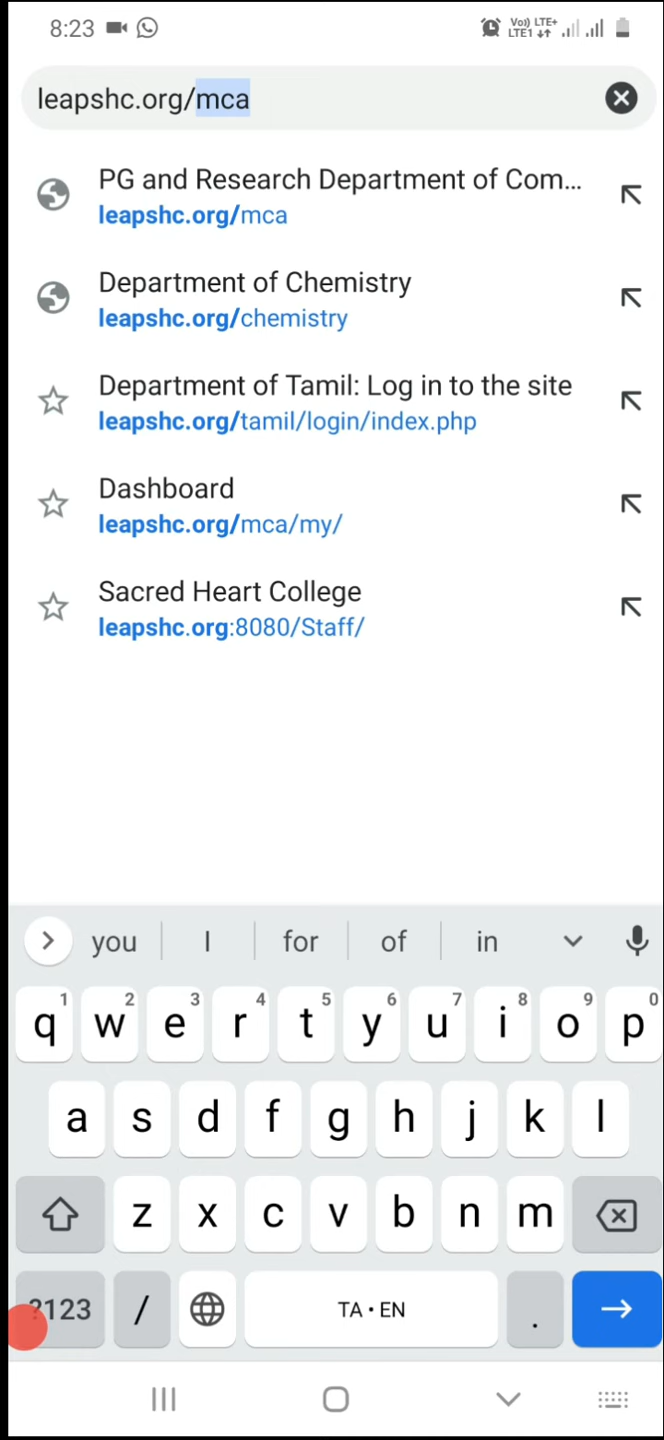 8:23
Vo)) LTE+
LTE1
leapshc.org/mca
PG and Research Department of Com...
leapshc.org/mca
Department of Chemistry
leapshc.org/chemistry
Department of Tamil: Log in to the site
leapshc.org/tamil/login/index.php
Dashboard
leapshc.org/mca/my/
Sacred Heart College
leapshc.org:8080/Staff/
you I for of in
1 2 3 4 5 6 7 8 9 0
q w e r t y u i o p
a s d f g h j k l
z x c v b n m
?123 / TA • EN .